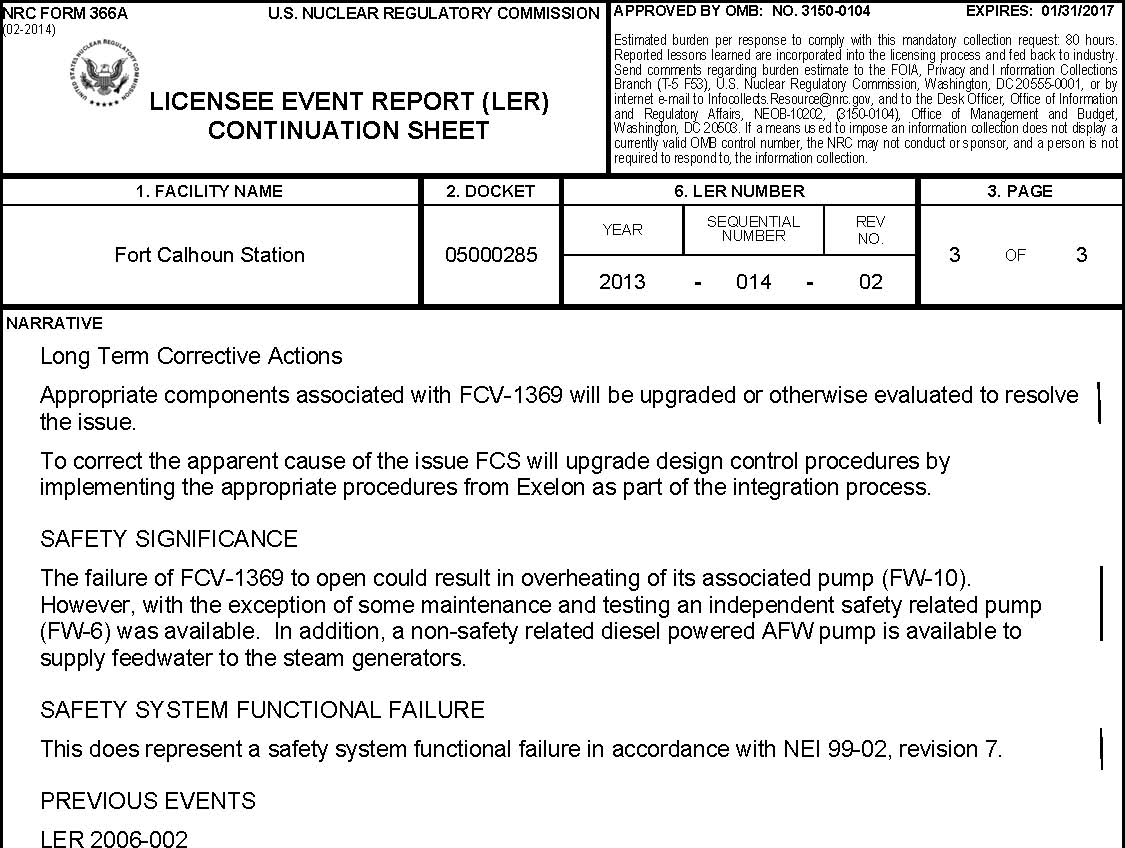 NRC FORM 366A
(02-2014)
U.S. NUCLEAR REGULATORY COMMISSION
UNITED STATES NUCLEAR REGULATORY COMMISSION
LICENSEE EVENT REPORT (LER)
CONTINUATION SHEET
APPROVED BY OMB: NO. 3150-0104 EXPIRES: 01/31/2017
Estimated burden per response to comply with this mandatory collection request: 80 hours.
Reported lessons learned are incorporated into the licensing process and fed back to industry.
Send comments regarding burden estimate to the FOIA, Privacy and Information Collections
Branch (T-5 F53), U.S. Nuclear Regulatory Commission, Washington, DC 20555-0001, or by
internet e-mail to Infocollects.Resource@nrc.gov, and to the Desk Officer, Office of Information
and Regulatory Affairs, NEOB-10202, (3150-0104), Office of Management and Budget,
Washington, DC 20503. If a means used to impose an information collection does not display a
currently valid OMB control number, the NRC may not conduct or sponsor, and a person is not
required to respond to, the information collection.
1. FACILITY NAME
2. DOCKET
6. LER NUMBER
3. PAGE
Fort Calhoun Station
05000285
YEAR
SEQUENTIAL
NUMBER
REV
NO.
2013 - 014 - 02
3 OF 3
NARRATIVE
Long Term Corrective Actions
Appropriate components associated with FCV-1369 will be upgraded or otherwise evaluated to resolve
the issue.
To correct the apparent cause of the issue FCS will upgrade design control procedures by
implementing the appropriate procedures from Exelon as part of the integration process.
SAFETY SIGNIFICANCE
The failure of FCV-1369 to open could result in overheating of its associated pump (FW-10).
However, with the exception of some maintenance and testing an independent safety related pump
(FW-6) was available. In addition, a non-safety related diesel powered AFW pump is available to
supply feedwater to the steam generators.
SAFETY SYSTEM FUNCTIONAL FAILURE
This does represent a safety system functional failure in accordance with NEI 99-02, revision 7.
PREVIOUS EVENTS
LER 2006-002